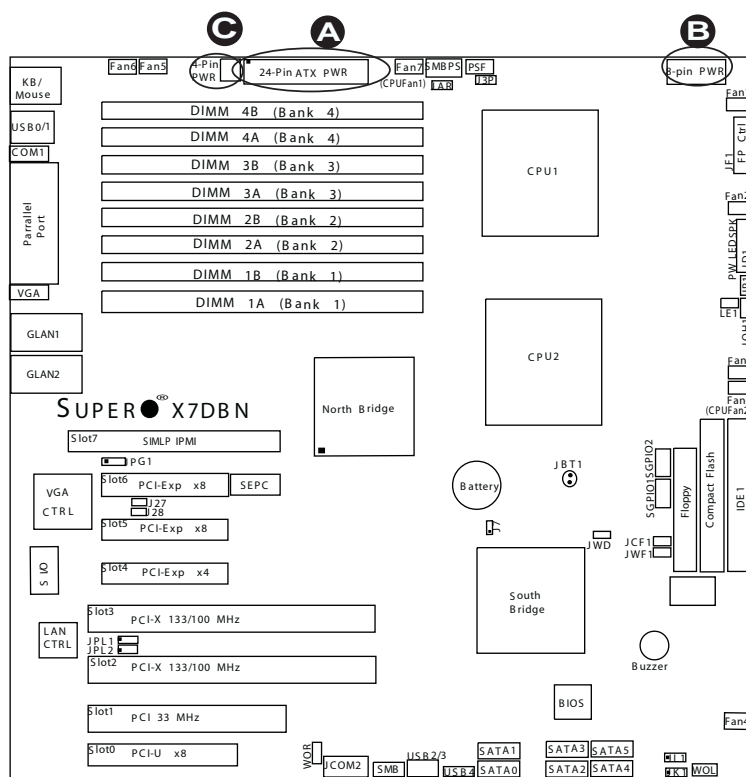 C
A
B
Fan6
Fan5
4-Pin
PWR
24-Pin ATX PWR
Fan7
(CPUFan1)
SMBPS
PSF
J3P
JAR
8-pin PWR
KB/
Mouse
USB0/1
COM1
Parrallel
Port
VGA
GLAN1
GLAN2
DIMM 4B (Bank 4)
DIMM 4A (Bank 4)
DIMM 3B (Bank 3)
DIMM 3A (Bank 3)
DIMM 2B (Bank 2)
DIMM 2A (Bank 2)
DIMM 1B (Bank 1)
DIMM 1A (Bank 1)
CPU1
CPU2
FP Ctrl
JF1
Fan2
PW LED
SPK
LE1
JOH1
Fan
Fan
(CPUFan2)
SUPER ® X7DBN
North Bridge
Slot7 SIMLP IPMI
JPG1
Slot6 PCI-Exp x8
SEPC
VGA
CTRL
J27
J28
Slot5 PCI-Exp x8
S IO
Slot4 PCI-Exp x4
Battery
JBT1
J7
JWD
SGPIO2
SGPIO1
JCF1
JWF1
Floppy
Compact Flash
IDE1
South
Bridge
Slot3 PCI-X 133/100 MHz
LAN
CTRL
JPL1
JPL2
Slot2 PCI-X 133/100 MHz
Buzzer
BIOS
Slot1 PCI 33 MHz
Fan4
Slot0 PCI-U x8
WOR
JCOM2
SMB
USB2/3
USB4
SATA1
SATA0
SATA3
SATA2
SATA5
SATA4
JK1
WOL